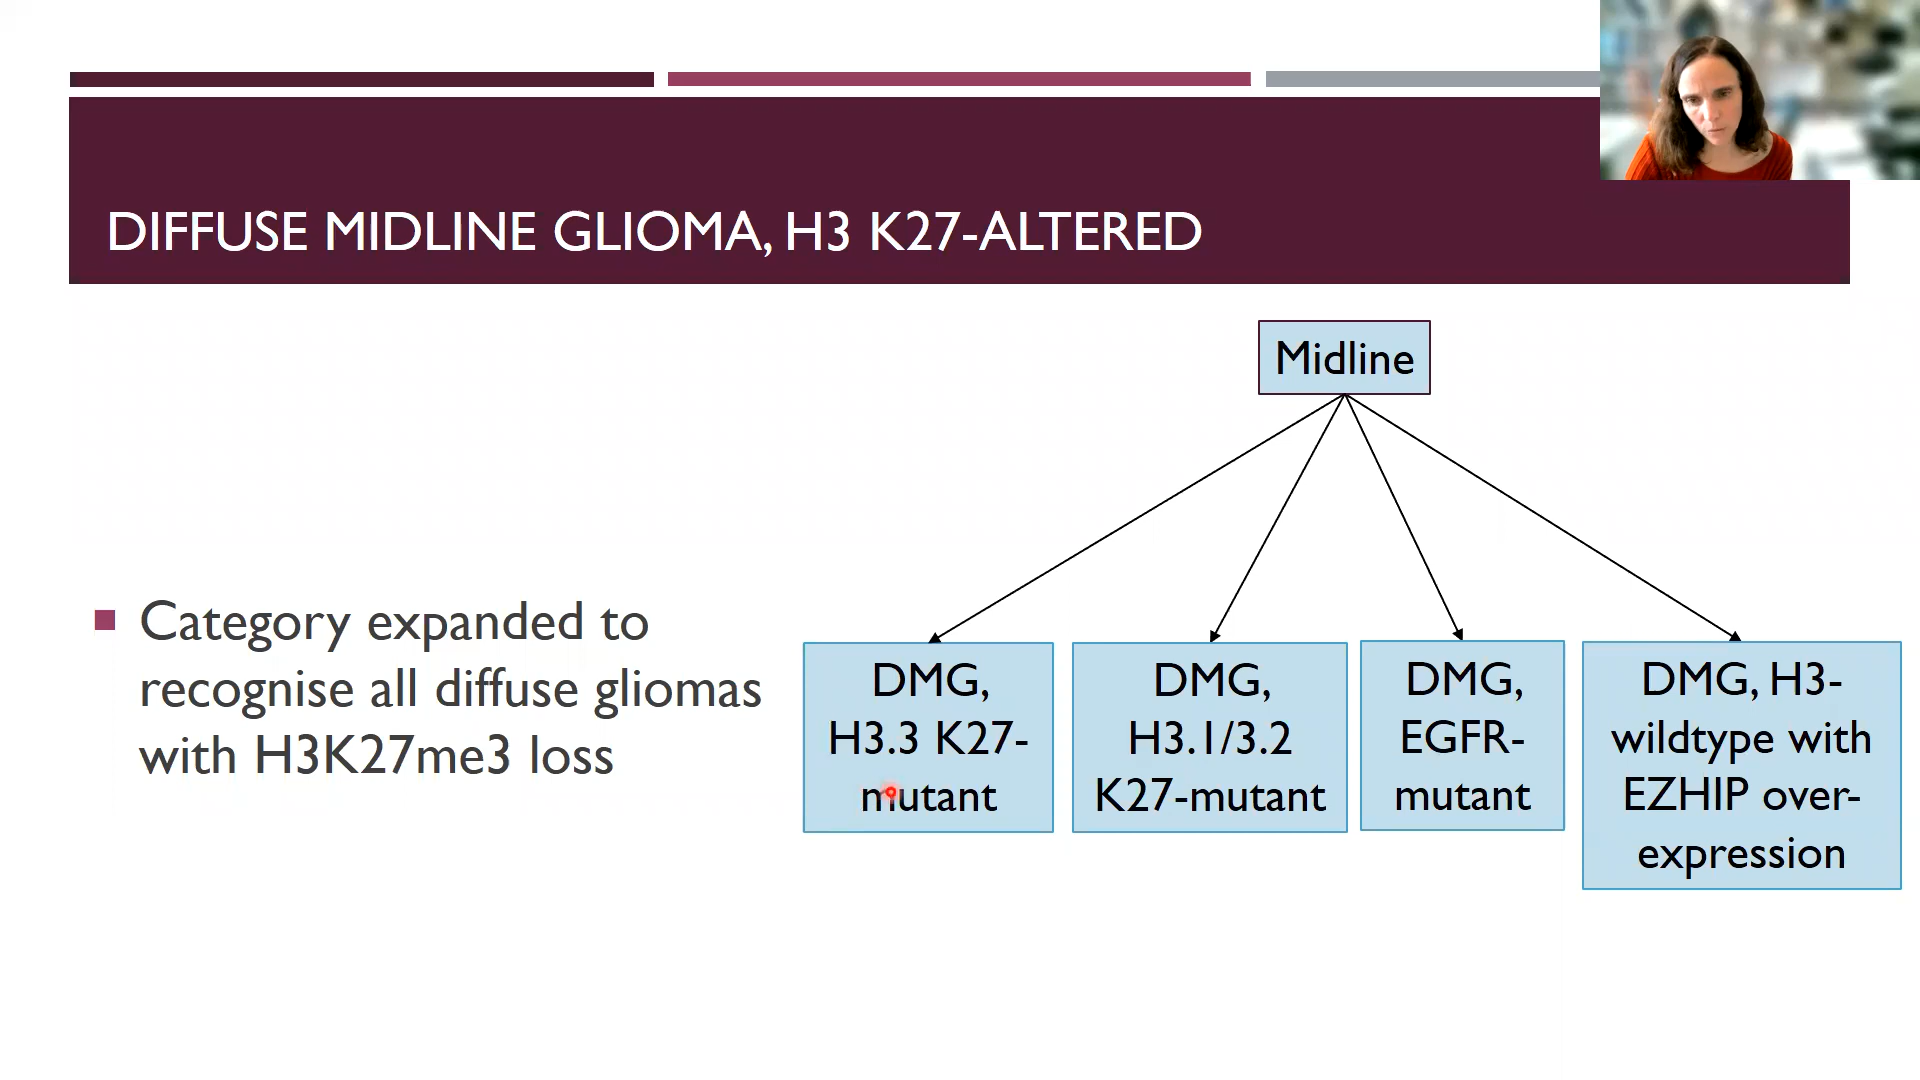 DIFFUSE MIDLINE GLIOMA, H3 K27-ALTERED
Midline
Category expanded to
recognise all diffuse gliomas
with H3K27me3 loss
DMG,
H3.3 K27-
mutant
DMG,
H3.1/3.2
K27-mutant
DMG,
EGFR-
mutant
DMG, H3-
wildtype with
EZHIP over-
expression